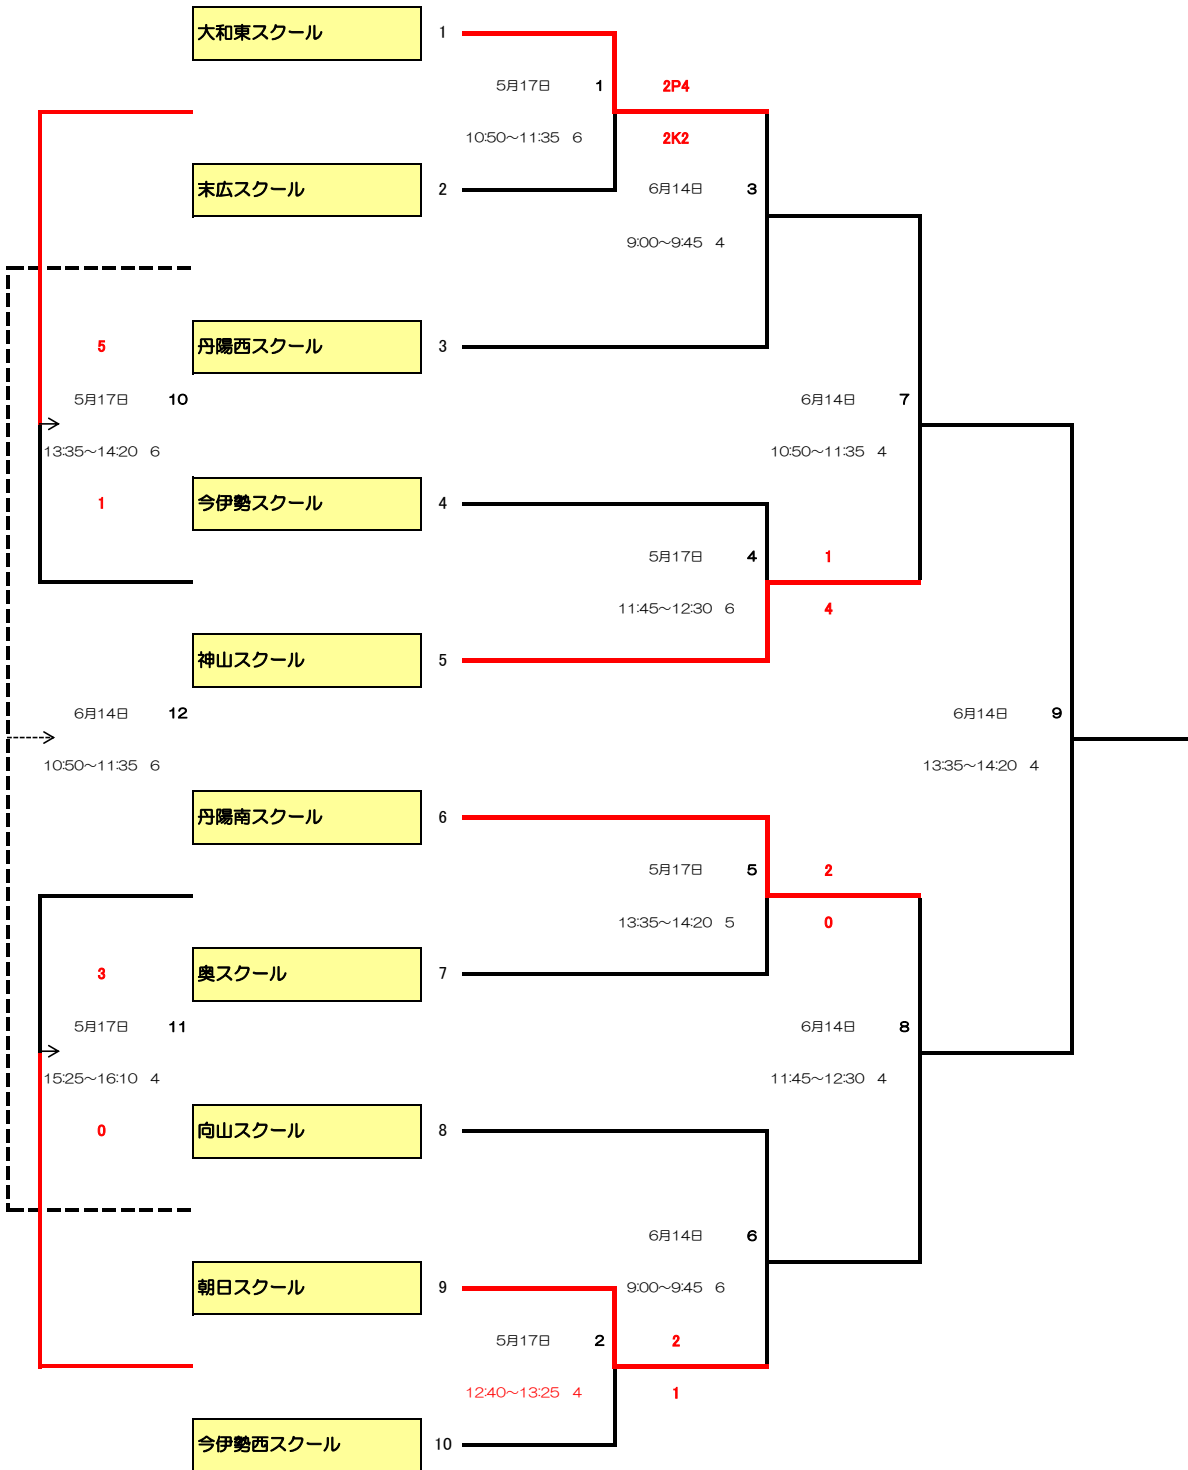 大和東スクール 1
5月17日 1 2P4
10:50～11:35 6 2K2
末広スクール 2 6月14日 3
9:00～9:45 4
5 丹陽西スクール 3
5月17日 10 6月14日 7
13:35～14:20 6 10:50～11:35 4
1 今伊勢スクール 4
5月17日 4 1
11:45～12:30 6 4
神山スクール 5
6月14日 12 6月14日 9
10:50～11:35 6 13:35～14:20 4
丹陽南スクール 6
5月17日 5 2
13:35～14:20 5 0
3 奥スクール 7
5月17日 11 6月14日 8
15:25～16:10 4 11:45～12:30 4
0 向山スクール 8
6月14日 6
朝日スクール 9 9:00～9:45 6
5月17日 2 2
12:40～13:25 4 1
今伊勢西スクール 10